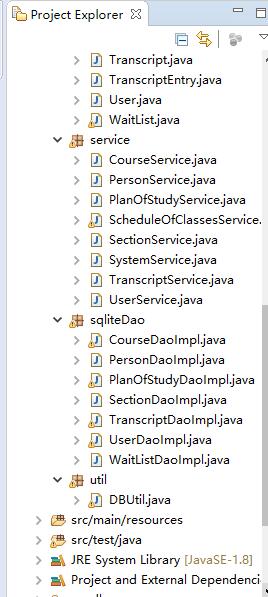 Project Explorer
Transcript.java
TranscriptEntry.java
User.java
WaitList.java
service
CourseService.java
PersonService.java
PlanOfStudyService.java
ScheduleOfClassesService.
SectionService.java
SystemService.java
TranscriptService.java
UserService.java
sqliteDao
CourseDaoImpl.java
PersonDaoImpl.java
PlanOfStudyDaoImpl.java
SectionDaoImpl.java
TranscriptDaoImpl.java
UserDaoImpl.java
WaitListDaoImpl.java
util
DBUtil.java
src/main/resources
src/test/java
JRE System Library [JavaSE-1.8]
Project and External Dependenci